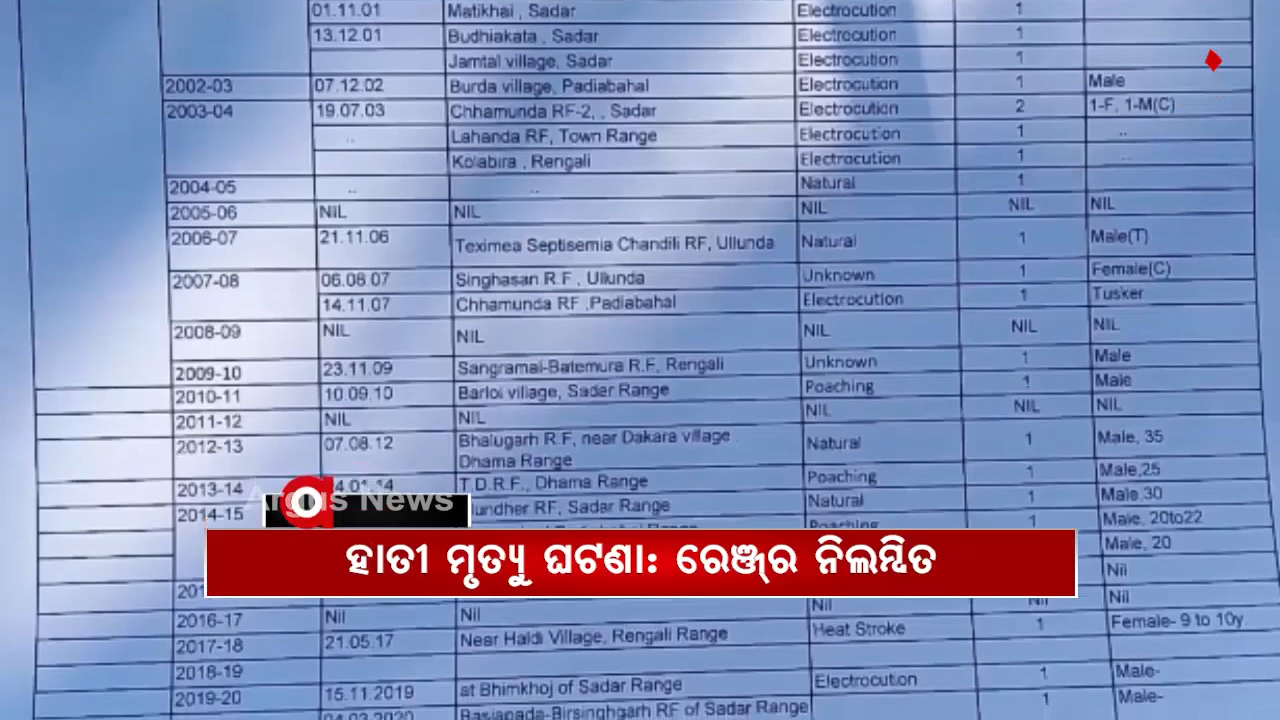 01.11.01 Matikhai , Sadar Electrocution 1
13.12.01 Budhiakata , Sadar Electrocution 1
Jamtal village, Sadar Electrocution 1
2002-03 07.12.02 Burda village, Padiabahal Electrocution 1 Male
2003-04 19.07.03 Chhamunda RF-2, , Sadar Electrocution 2 1-F, 1-M(C)
.. Lahanda RF, Town Range Electrocution 1 ..
Kolabira , Rengali Electrocution 1
2004-05 .. .. Natural 1
2005-06 NIL NIL NIL NIL NIL
2006-07 21.11.06 Teximea Septisemia Chandili RF, Ullunda Natural 1 Male(T)
2007-08 06.08.07 Singhasan R.F , Ullunda Unknown 1 Female(C)
14.11.07 Chhamunda RF ,Padiabahal Electrocution 1 Tusker
2008-09 NIL NIL NIL NIL NIL
2009-10 23.11.09 Sangramal-Batemura R.F, Rengali Unknown 1 Male
2010-11 10.09.10 Barloi village, Sadar Range Poaching 1 Male
2011-12 NIL NIL NIL NIL NIL
2012-13 07.08.12 Bhalugarh R.F, near Dakara village Natural 1 Male, 35
Dhama Range
2013-14 T.D.R.F., Dhama Range Poaching 1 Male,25
2014-15 RF, Sadar Range Natural 1 Male,30
Range Poaching 1 Male, 20to22
Male, 20
Nil
Nil Nil Nil Nil
2016-17 Nil Nil
2017-18 21.05.17 Near Haldi Village, Rengali Range Heat Stroke 1 Female- 9 to 10y
2018-19
2019-20 15.11.2019 at Bhimkhoj of Sadar Range Electrocution 1 Male-
04.03.2020 Basiapada-Birsinghgarh RF of Sadar Range 1 Male-
Argus News
ହାତୀ ମୃତ୍ୟୁ ଘଟଣା: ରେଞ୍ଜ୍‌ର ନିଲମ୍ବିତ